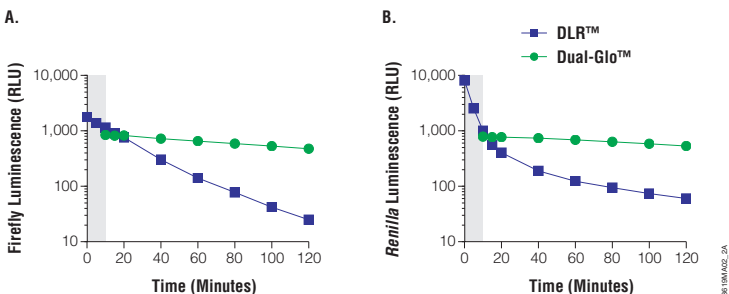 A.
Firefly Luminescence (RLU)
10,000
1,000
100
10
0 20 40 60 80 100 120
Time (Minutes)
B.
DLR™
Dual-Glo™
Renilla Luminescence (RLU)
10,000
1,000
100
10
0 20 40 60 80 100 120
Time (Minutes)